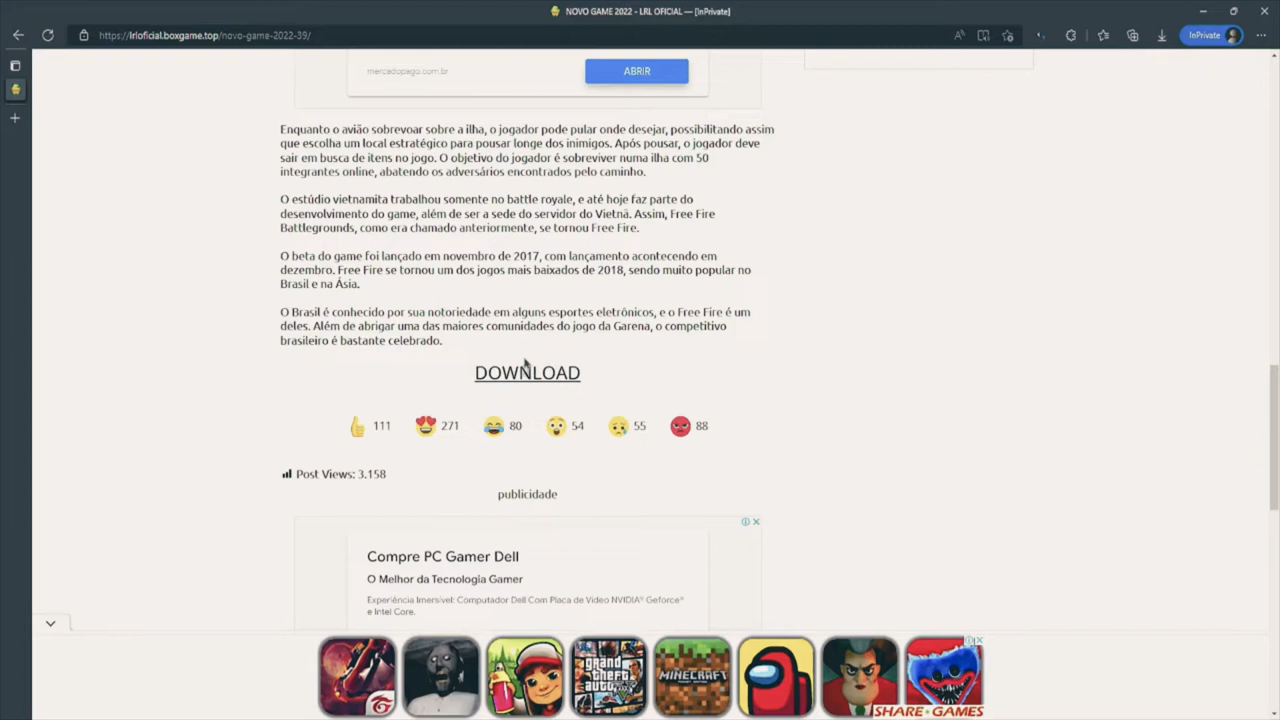 NOVO GAME 2022 - LRL OFICIAL — [InPrivate]
https://lrloficial.boxgame.top/novo-game-2022-39/
InPrivate
mercadopago.com.br
ABRIR
Enquanto o avião sobrevoar sobre a ilha, o jogador pode pular onde desejar, possibilitando assim
que escolha um local estratégico para pousar longe dos inimigos. Após pousar, o jogador deve
sair em busca de itens no jogo. O objetivo do jogador é sobreviver numa ilha com 50
integrantes online, abatendo os adversários encontrados pelo caminho.
O estúdio vietnamita trabalhou somente no battle royale, e até hoje faz parte do
desenvolvimento do game, além de ser a sede do servidor do Vietnã. Assim, Free Fire
Battlegrounds, como era chamado anteriormente, se tornou Free Fire.
O beta do game foi lançado em novembro de 2017, com lançamento acontecendo em
dezembro. Free Fire se tornou um dos jogos mais baixados de 2018, sendo muito popular no
Brasil e na Ásia.
O Brasil é conhecido por sua notoriedade em alguns esportes eletrônicos, e o Free Fire é um
deles. Além de abrigar uma das maiores comunidades do jogo da Garena, o competitivo
brasileiro é bastante celebrado.
DOWNLOAD
111 271 80 54 55 88
Post Views: 3.158
publicidade
Compre PC Gamer Dell
O Melhor da Tecnologia Gamer
Experiência Imersível: Computador Dell Com Placa de Vídeo NVIDIA® Geforce®
e Intel Core.
grand
theft
auto
MINECRAFT
SHARE·GAMES